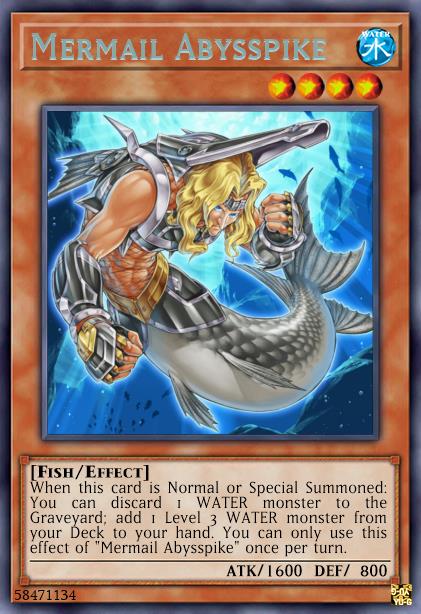 Mermail Abysspike
WATER
水
[Fish/Effect]
When this card is Normal or Special Summoned:
You can discard 1 WATER monster to the
Graveyard; add 1 Level 3 WATER monster from
your Deck to your hand. You can only use this
effect of "Mermail Abysspike" once per turn.
ATK/1600 DEF/ 800
58471134